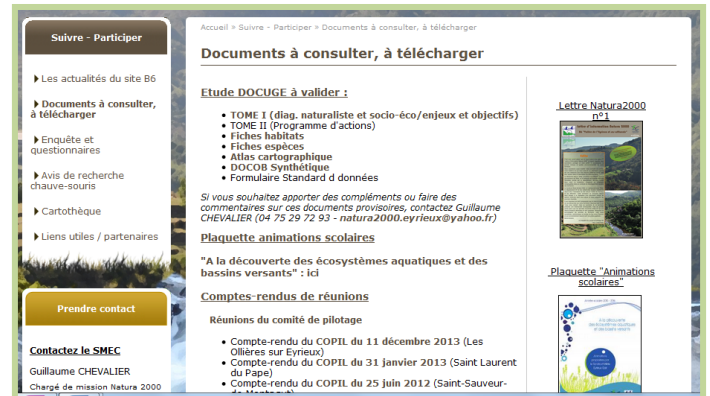 Suivre - Participer
Les actualités du site B6
Documents à consulter,
à télécharger
Enquête et
questionnaires
Avis de recherche
chauve-souris
Cartothèque
Liens utiles / partenaires
Prendre contact
Contactez le SMEC
Guillaume CHEVALIER
Chargé de mission Natura 2000
Accueil » Suivre - Participer » Documents à consulter, à télécharger
Documents à consulter, à télécharger
Etude DOCUGE à valider :
TOME I (diag. naturaliste et socio-éco/enjeux et objectifs)
TOME II (Programme d'actions)
Fiches habitats
Fiches espèces
Atlas cartographique
DOCOB Synthétique
Formulaire Standard d données
Si vous souhaitez apporter des compléments ou faire des
commentaires sur ces documents provisoires, contactez Guillaume
CHEVALIER (04 75 29 72 93 - natura2000.eyrieux@yahoo.fr)
Plaquette animations scolaires
"A la découverte des écosystèmes aquatiques et des
bassins versants" : ici
Comptes-rendus de réunions
Réunions du comité de pilotage
Compte-rendu du COPIL du 11 décembre 2013 (Les
Ollières sur Eyrieux)
Compte-rendu du COPIL du 31 janvier 2013 (Saint Laurent
du Pape)
Compte-rendu du COPIL du 25 juin 2012 (Saint-Sauveur-
Lettre Natura2000
n°1
Plaquette "Animations
scolaires"